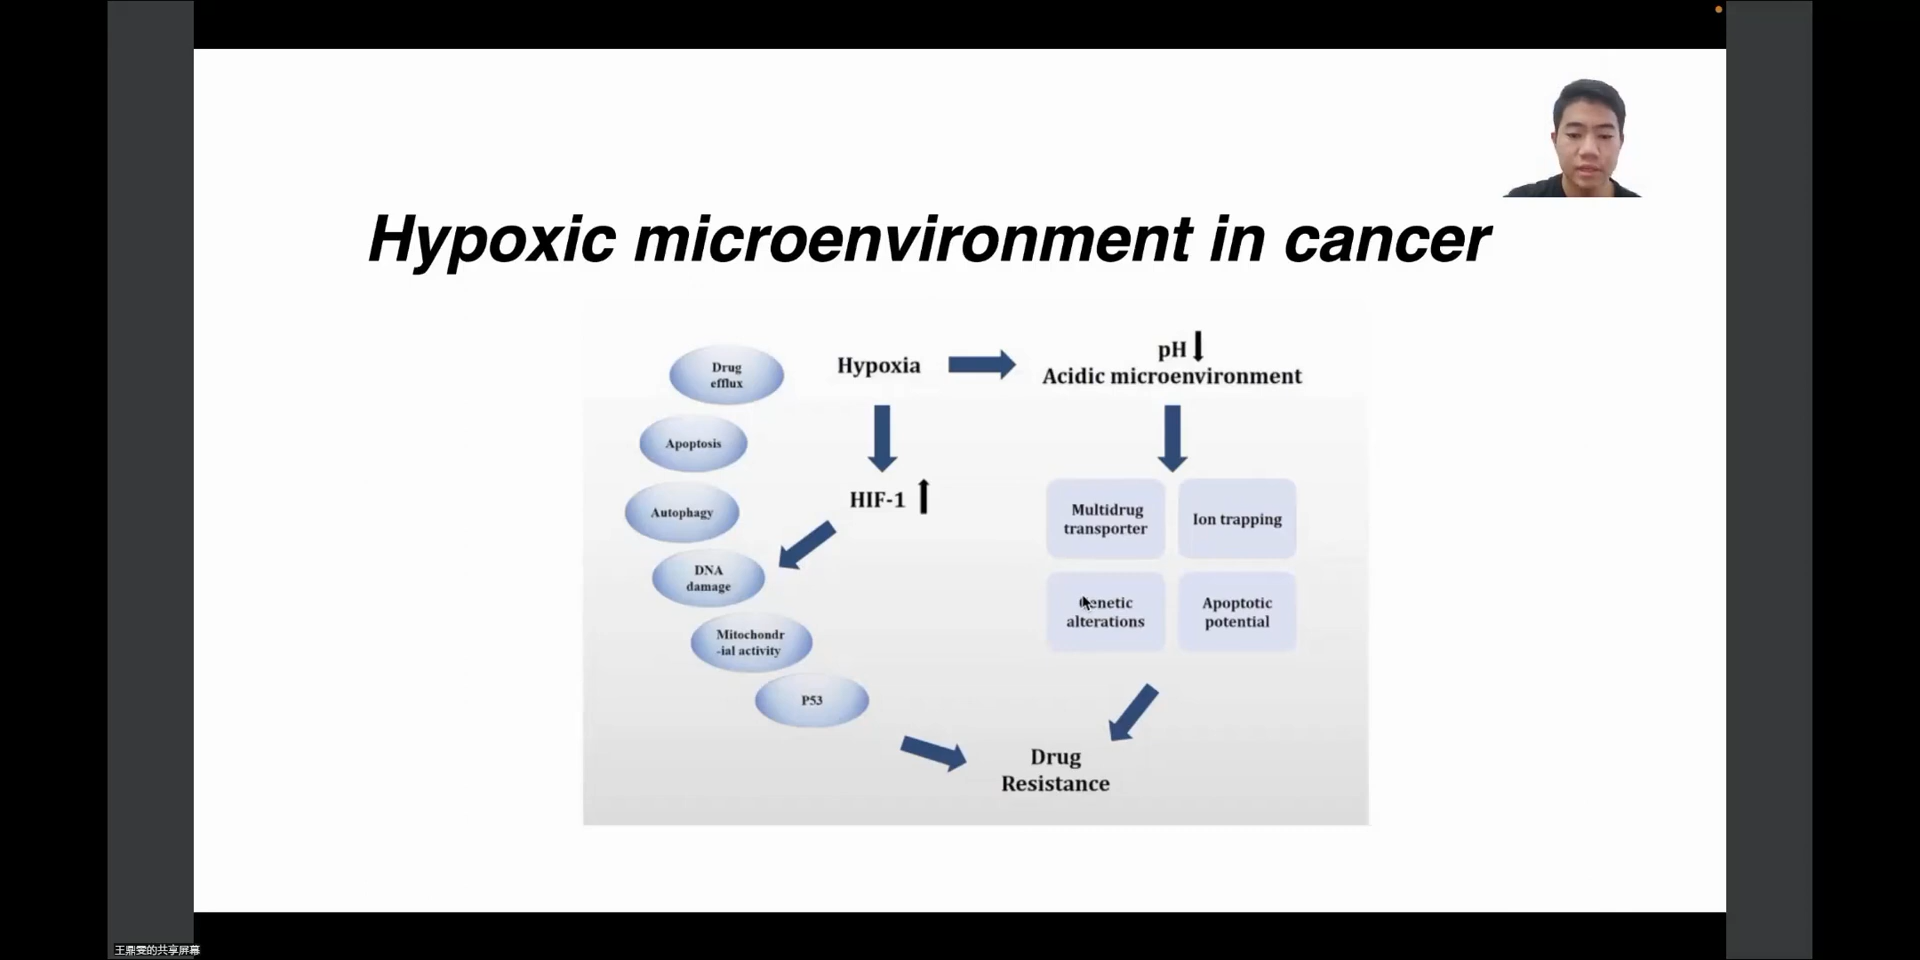 Hypoxic microenvironment in cancer
Drug
efflux
Apoptosis
Autophagy
DNA
damage
Mitochondr
-ial activity
P53
Hypoxia
HIF-1
pH
Acidic microenvironment
Multidrug
transporter
Ion trapping
Genetic
alterations
Apoptotic
potential
Drug
Resistance
王鼎雯的共享屏幕